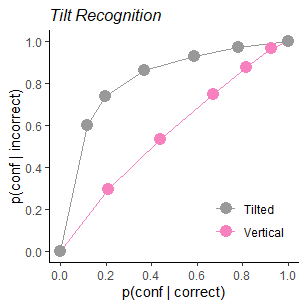 Tilt Recognition
p(conf | incorrect)
1.0
0.8
0.6
0.4
0.2
0.0
Tilted
Vertical
0.0 0.2 0.4 0.6 0.8 1.0
p(conf | correct)